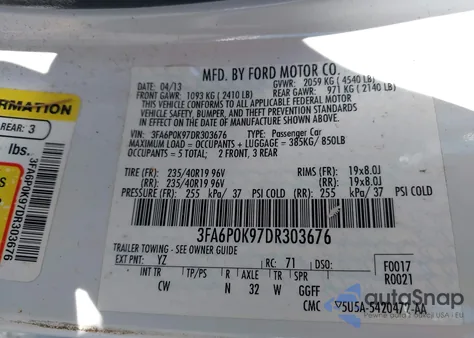 MFD. BY FORD MOTOR CO.
DATE: 04/13 GVWR: 2059 KG (4540 LB)
FRONT GAWR: 1093 KG (2410 LB) REAR GAWR: 971 KG (2140 LB)
THIS VEHICLE CONFORMS TO ALL APPLICABLE FEDERAL MOTOR
VEHICLE SAFETY, BUMPER, AND THEFT PREVENTION STANDARDS IN
EFFECT ON THE DATE OF MANUFACTURE SHOWN ABOVE.
VIN: 3FA6P0K97DR303676 TYPE: Passenger Car
MAXIMUM LOAD = OCCUPANTS + LUGGAGE = 385KG/ 850LB
OCCUPANTS = 5 TOTAL: 2 FRONT, 3 REAR
TIRE (FR): 235/40R19 96V RIMS (FR): 19x8.0J
(RR): 235/40R19 96V (RR): 19x8.0J
PRESSURE (FR): 255 kPa/ 37 PSI COLD (RR): 255 kPa/ 37 PSI COLD
3FA6P0K97DR303676
TRAILER TOWING - SEE OWNER GUIDE
EXT PNT: YZ RC: 71 DSO: F0017
R0021
INT TR TP/PS R AXLE TR SPR
CW N 32 W GGFF
CMC 5U5A-5420477-AA
ORMATION
REAR: 3
lbs.
3FA6P0K97DR303676
autoSnap